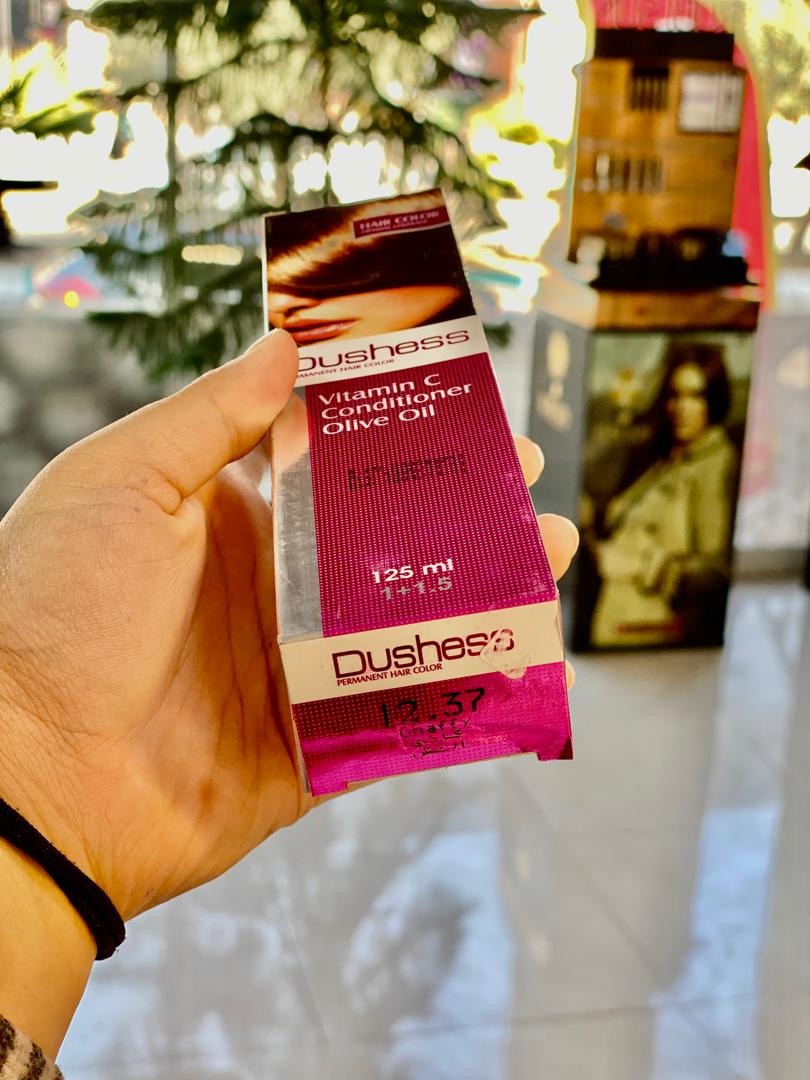 HAIR COLOR
Dushess
PERMANENT HAIR COLOR
Vitamin C
Conditioner
Olive Oil
125 ml
1+1.5
Dushess
PERMANENT HAIR COLOR
12.37